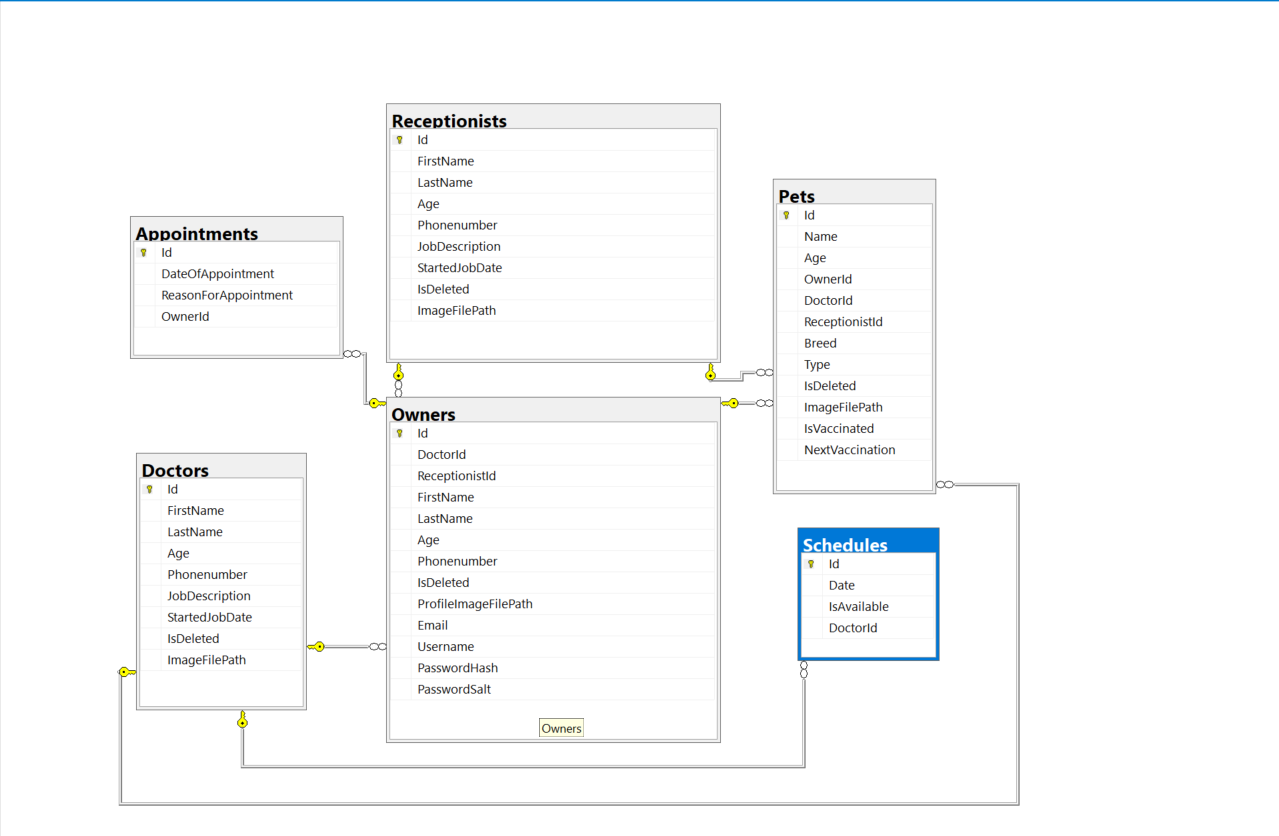 Receptionists
Id
FirstName
LastName
Age
Phonenumber
JobDescription
StartedJobDate
IsDeleted
ImageFilePath
Pets
Id
Name
Age
OwnerId
DoctorId
ReceptionistId
Breed
Type
IsDeleted
ImageFilePath
IsVaccinated
NextVaccination
Appointments
Id
DateOfAppointment
ReasonForAppointment
OwnerId
Owners
Id
DoctorId
ReceptionistId
FirstName
LastName
Age
Phonenumber
IsDeleted
ProfileImageFilePath
Email
Username
PasswordHash
PasswordSalt
Owners
Doctors
Id
FirstName
LastName
Age
Phonenumber
JobDescription
StartedJobDate
IsDeleted
ImageFilePath
Schedules
Id
Date
IsAvailable
DoctorId